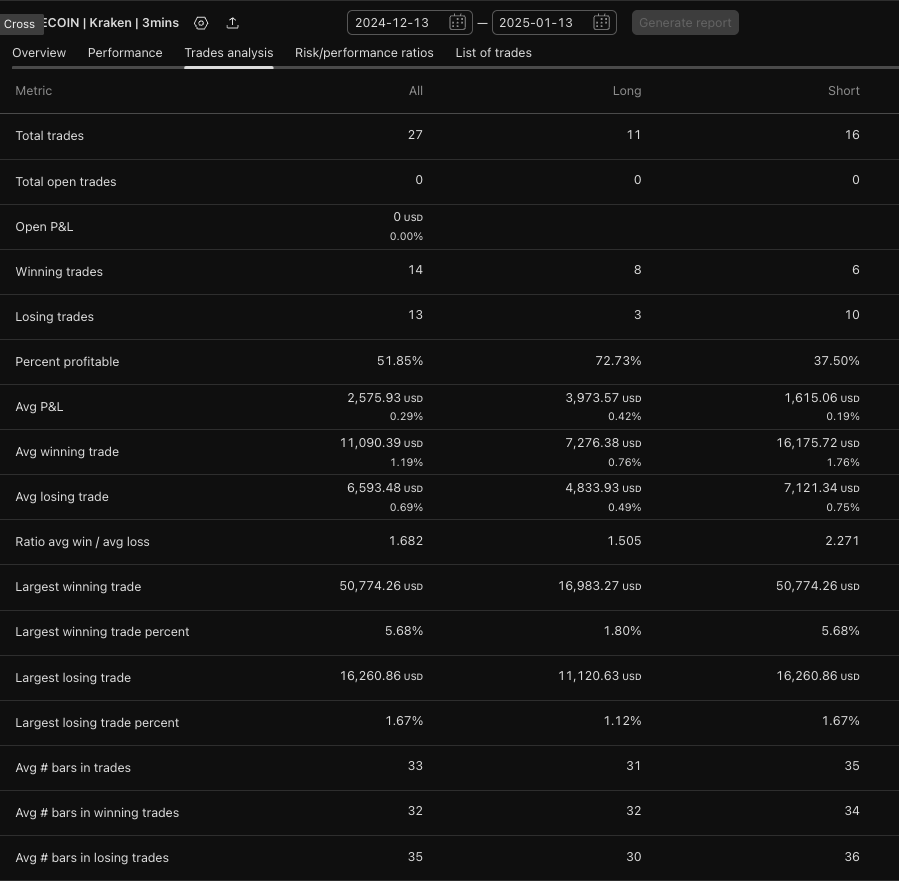 Cross ECOIN | Kraken | 3mins 2024-12-13 — 2025-01-13 Generate report
Overview Performance Trades analysis Risk/performance ratios List of trades
Metric All Long Short
Total trades 27 11 16
Total open trades 0 0 0
Open P&L 0 USD
0.00%
Winning trades 14 8 6
Losing trades 13 3 10
Percent profitable 51.85% 72.73% 37.50%
Avg P&L 2,575.93 USD 3,973.57 USD 1,615.06 USD
0.29% 0.42% 0.19%
Avg winning trade 11,090.39 USD 7,276.38 USD 16,175.72 USD
1.19% 0.76% 1.76%
Avg losing trade 6,593.48 USD 4,833.93 USD 7,121.34 USD
0.69% 0.49% 0.75%
Ratio avg win / avg loss 1.682 1.505 2.271
Largest winning trade 50,774.26 USD 16,983.27 USD 50,774.26 USD
Largest winning trade percent 5.68% 1.80% 5.68%
Largest losing trade 16,260.86 USD 11,120.63 USD 16,260.86 USD
Largest losing trade percent 1.67% 1.12% 1.67%
Avg # bars in trades 33 31 35
Avg # bars in winning trades 32 32 34
Avg # bars in losing trades 35 30 36